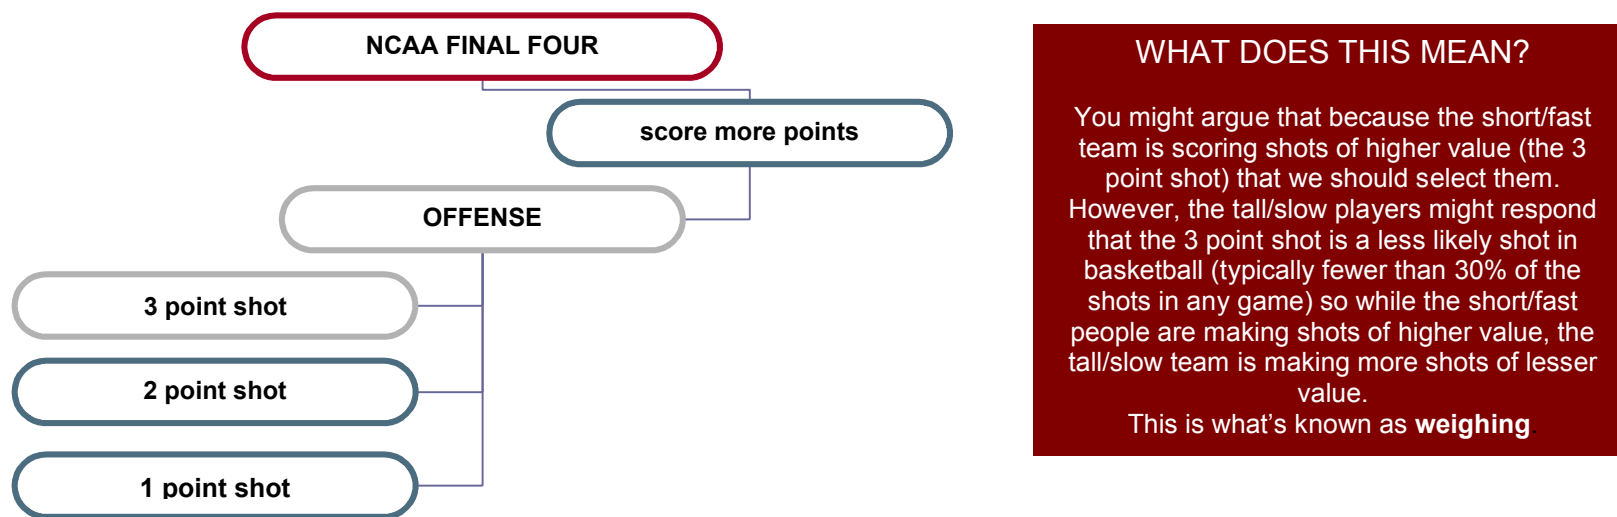 NCAA FINAL FOUR
score more points
OFFENSE
3 point shot
2 point shot
1 point shot
WHAT DOES THIS MEAN?
You might argue that because the short/fast
team is scoring shots of higher value (the 3
point shot) that we should select them.
However, the tall/slow players might respond
that the 3 point shot is a less likely shot in
basketball (typically fewer than 30% of the
shots in any game) so while the short/fast
people are making shots of higher value, the
tall/slow team is making more shots of lesser
value.
This is what’s known as weighing.